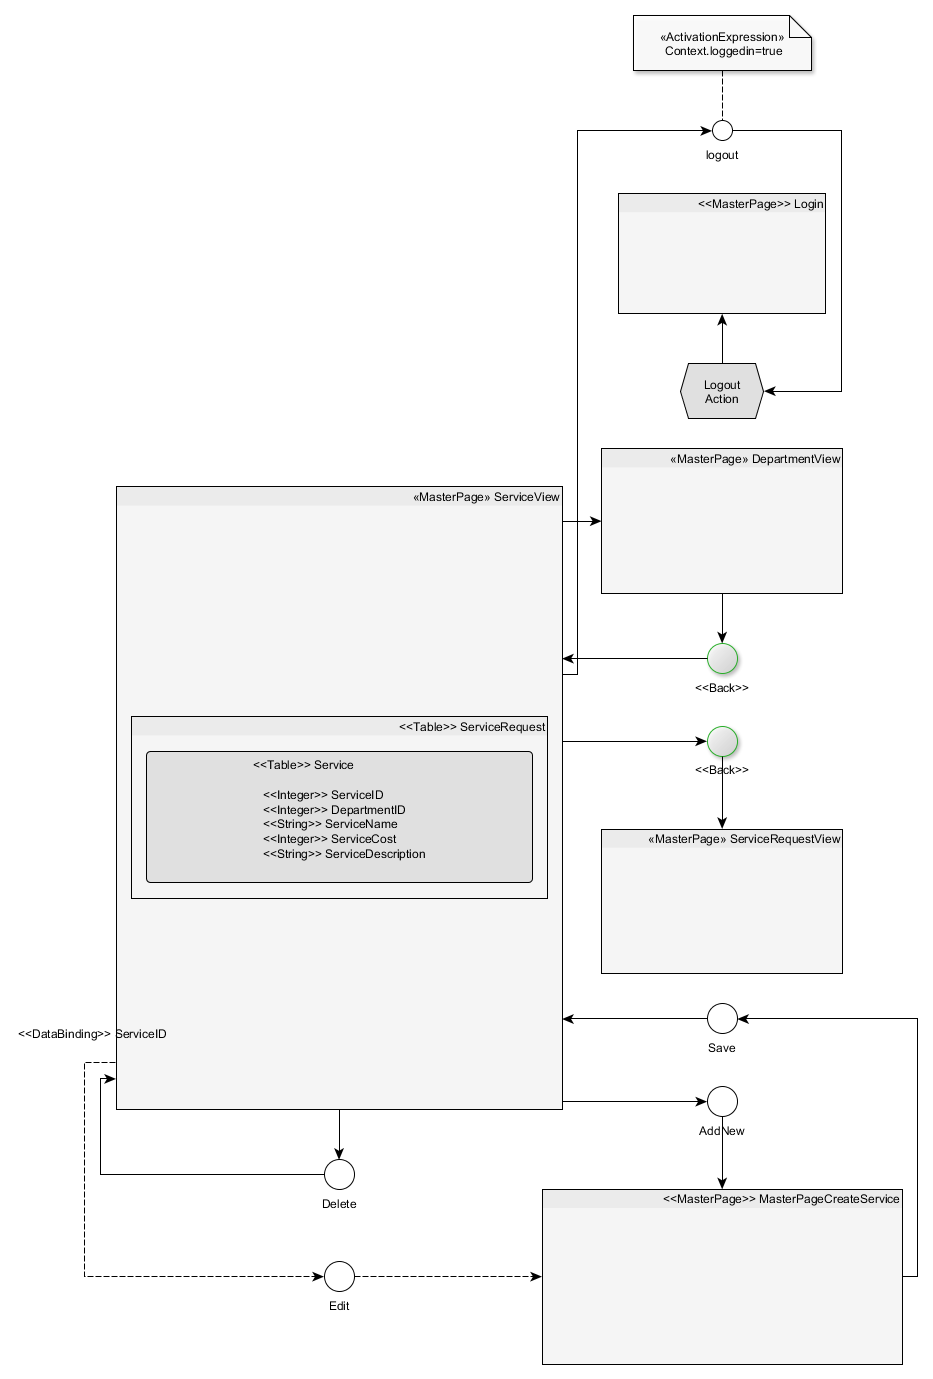 «ActivationExpression»
Context.loggedin=true
logout
<<MasterPage>> Login
Logout
Action
«MasterPage» DepartmentView
«MasterPage» ServiceView
<<Back>>
<<Table>> ServiceRequest
<<Table>> Service
<<Integer>> ServiceID
<<Integer>> DepartmentID
<<String>> ServiceName
<<Integer>> ServiceCost
<<String>> ServiceDescription
<<Back>>
«MasterPage» ServiceRequestView
<<DataBinding>> ServiceID
Save
AddNew
Delete
<<MasterPage>> MasterPageCreateService
Edit